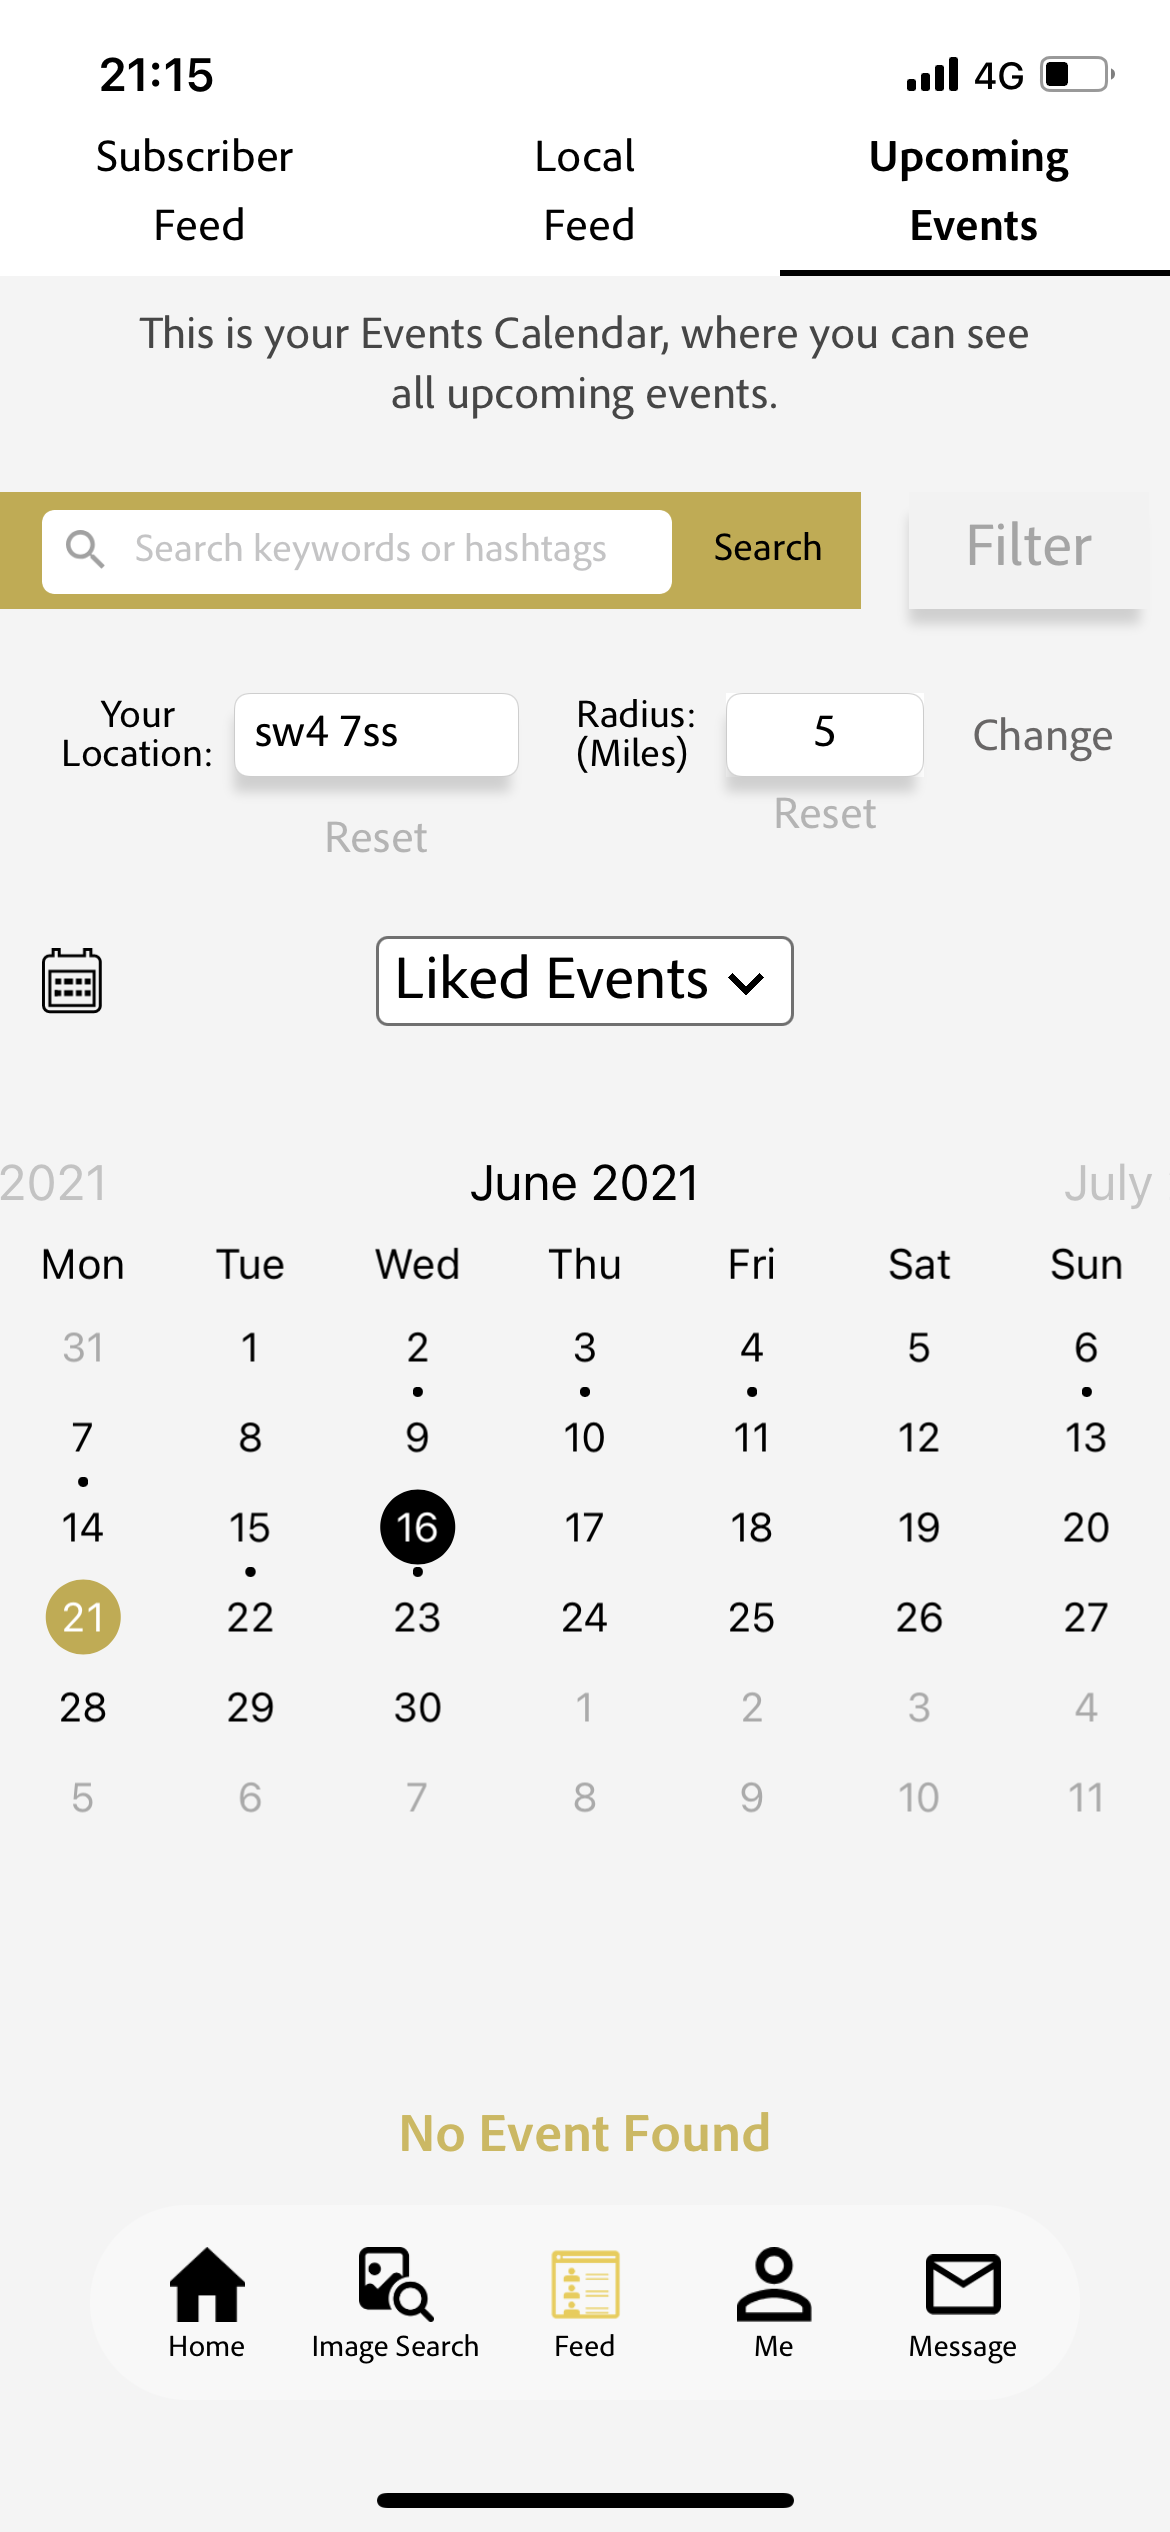 21:15 4G
Subscriber Local Upcoming
Feed Feed Events
This is your Events Calendar, where you can see
all upcoming events.
Search keywords or hashtags Search Filter
Your Location: sw4 7ss Radius: (Miles) 5 Change
Reset Reset
Liked Events
2021 June 2021 July
Mon Tue Wed Thu Fri Sat Sun
31 1 2 3 4 5 6
7 8 9 10 11 12 13
14 15 16 17 18 19 20
21 22 23 24 25 26 27
28 29 30 1 2 3 4
5 6 7 8 9 10 11
No Event Found
Home Image Search Feed Me Message